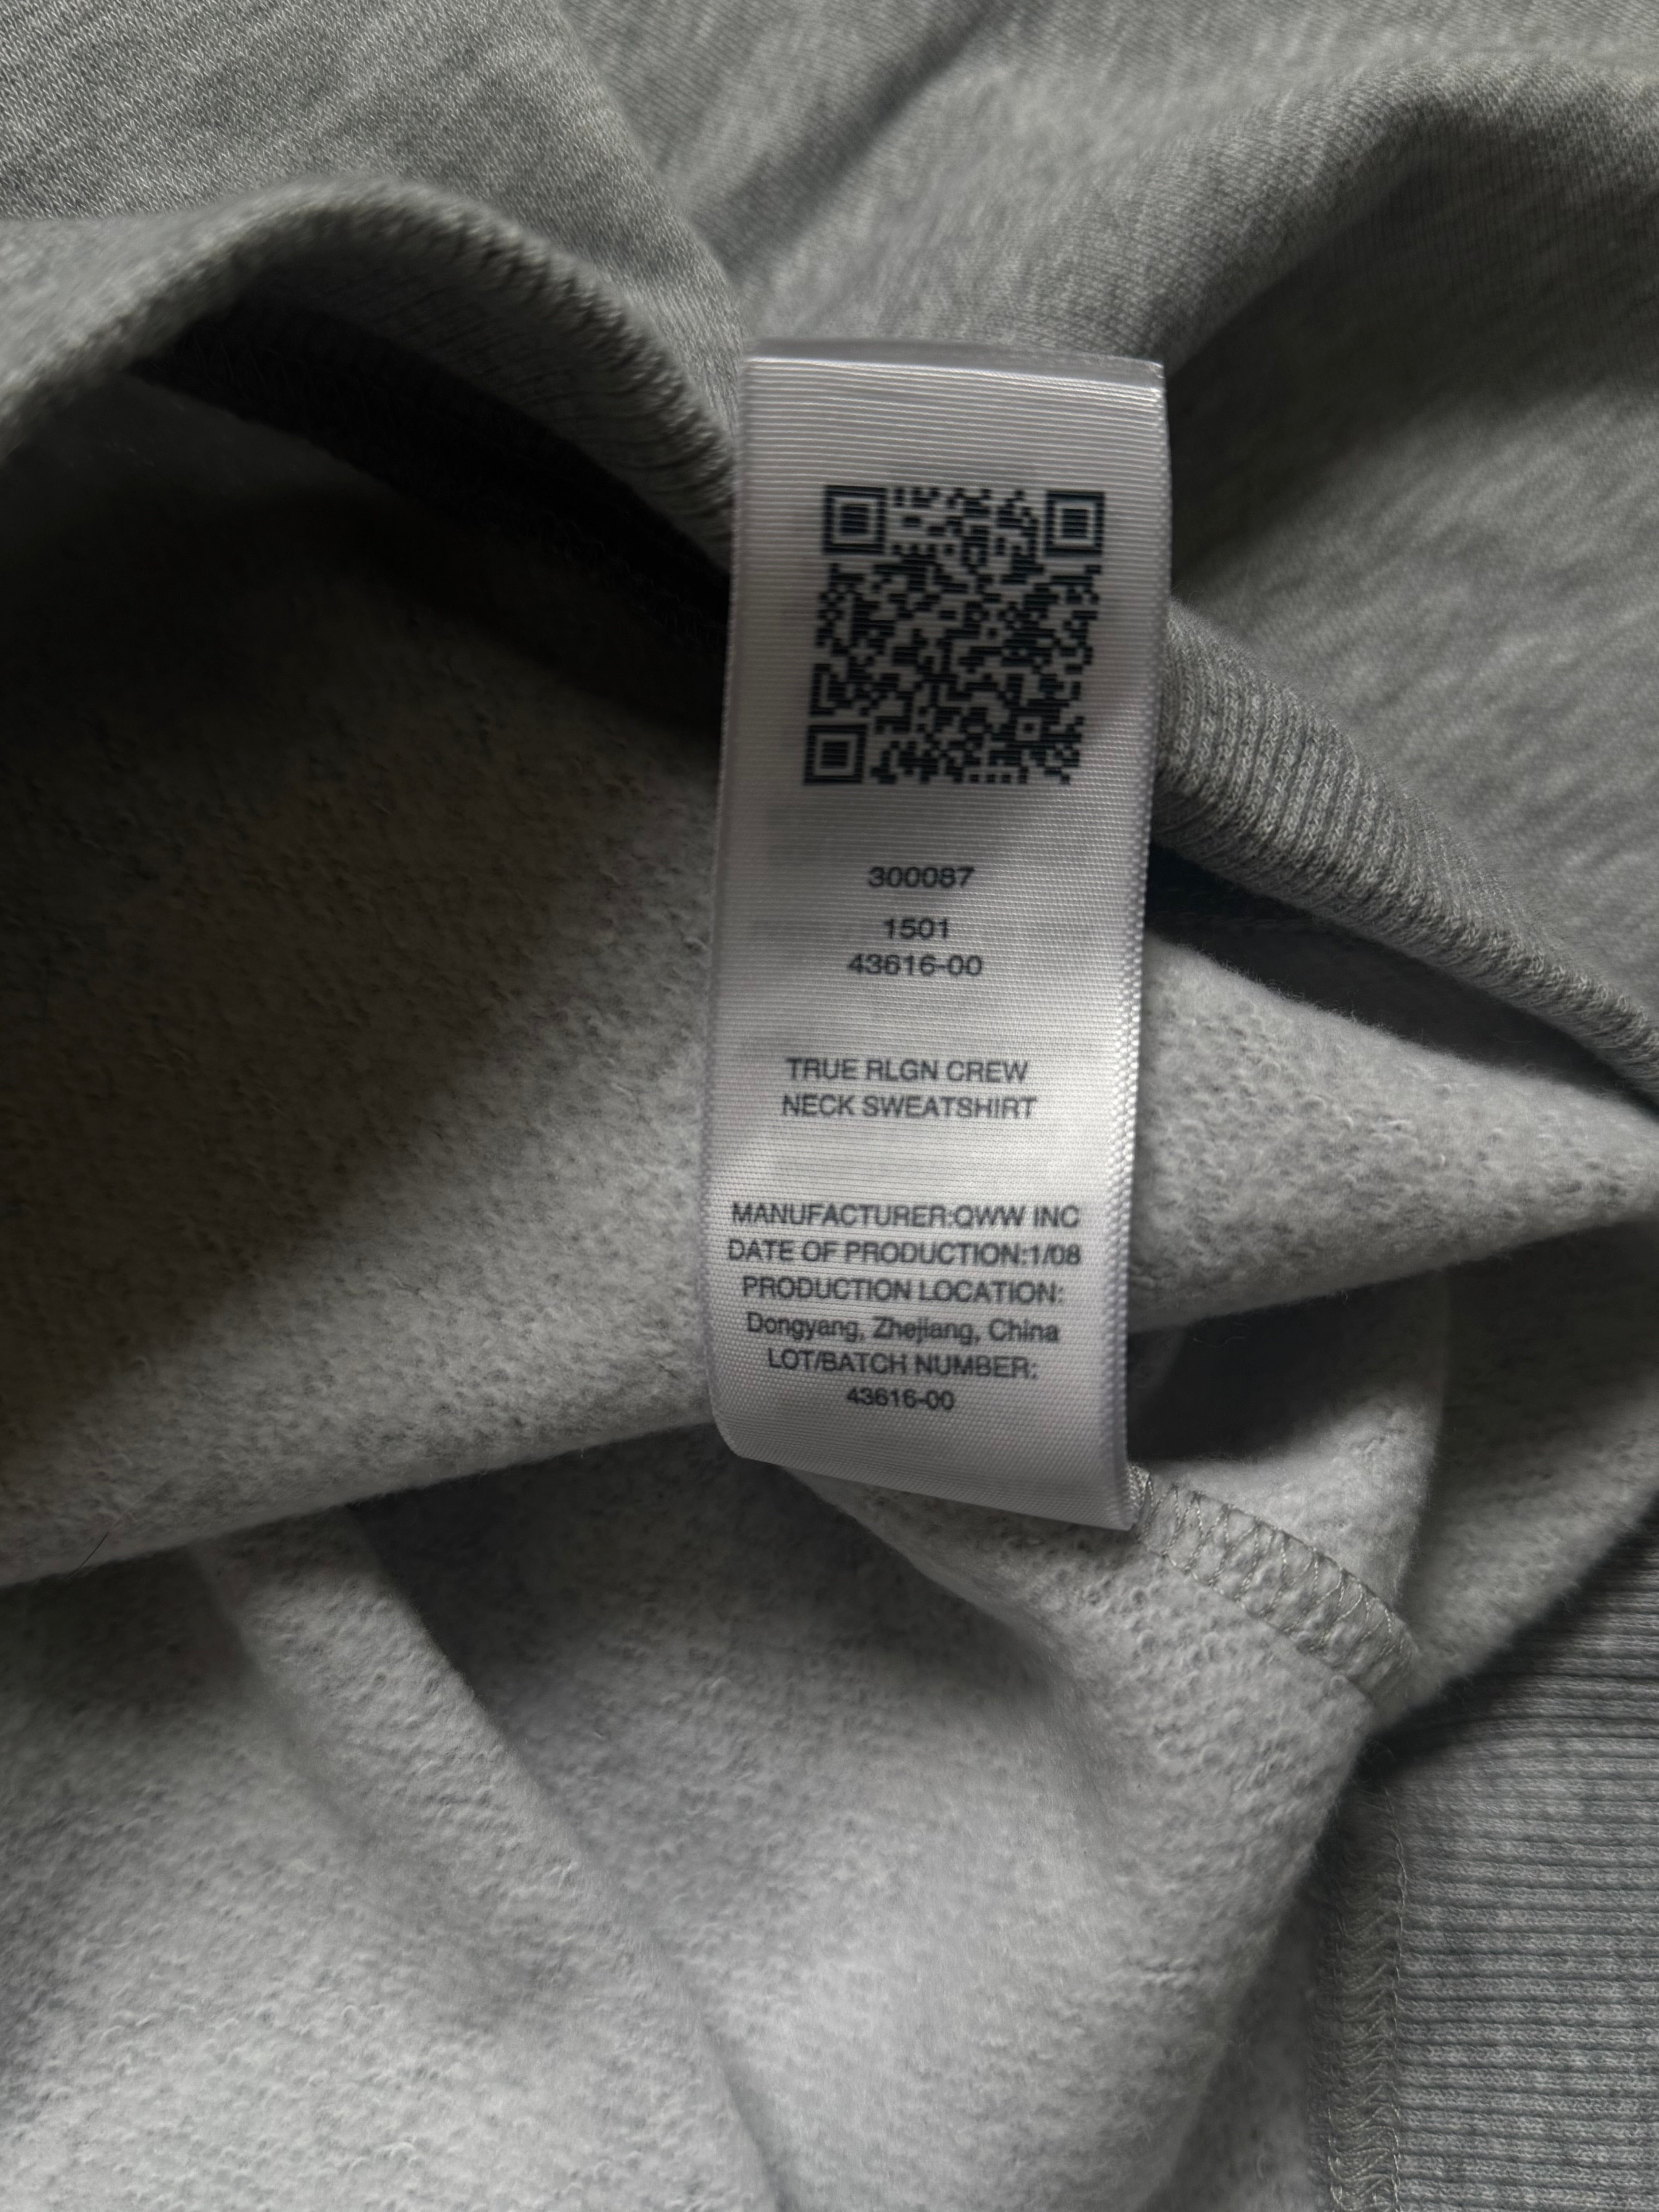 300087
1501
43616-00
TRUE RLGN CREW
NECK SWEATSHIRT
MANUFACTURER:QWW INC
DATE OF PRODUCTION:1/08
PRODUCTION LOCATION:
Dongyang, Zhejiang, China
LOT/BATCH NUMBER:
43616-00